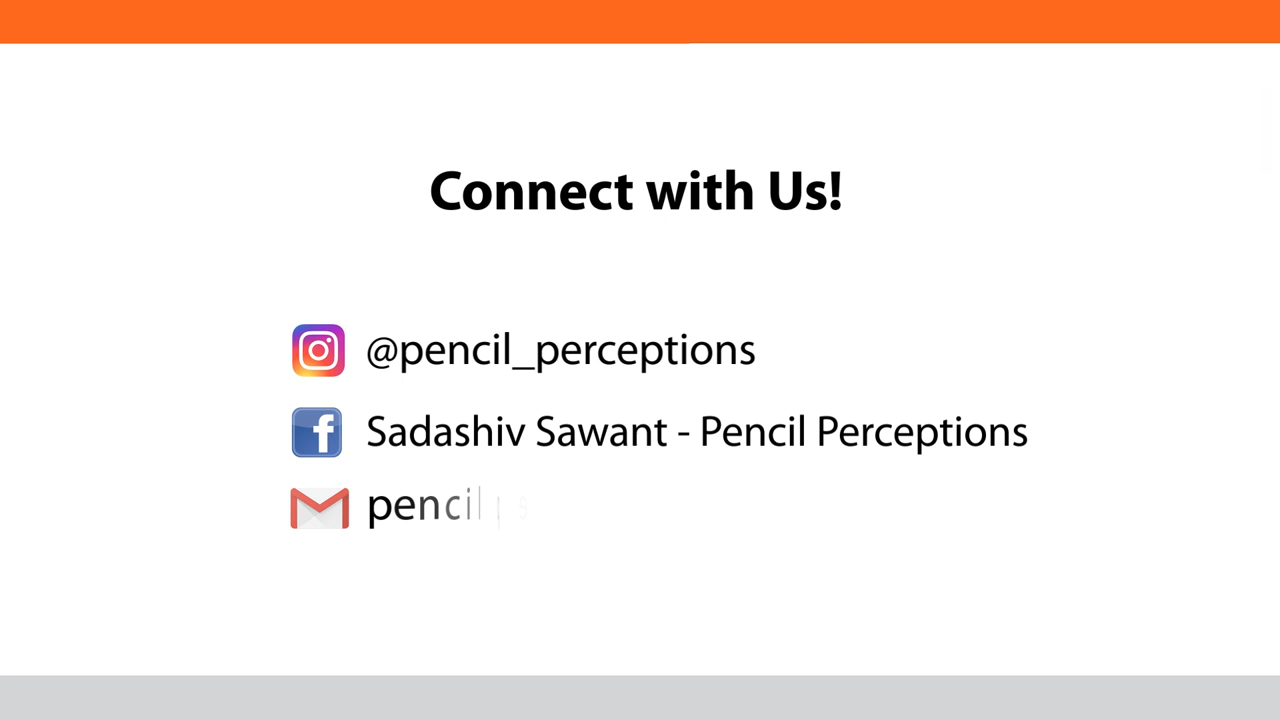 Connect with Us!
@pencil_perceptions
Sadashiv Sawant - Pencil Perceptions
pencil